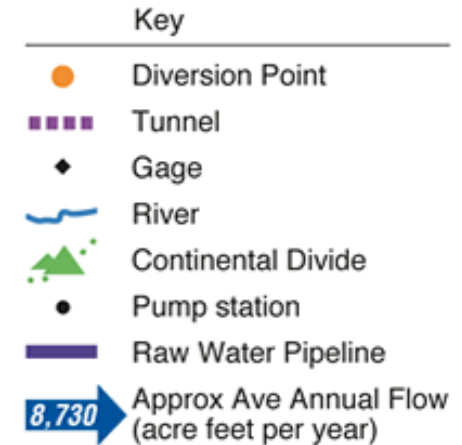 Key
Diversion Point
Tunnel
Gage
River
Continental Divide
Pump station
Raw Water Pipeline
8,730 Approx Ave Annual Flow
(acre feet per year)